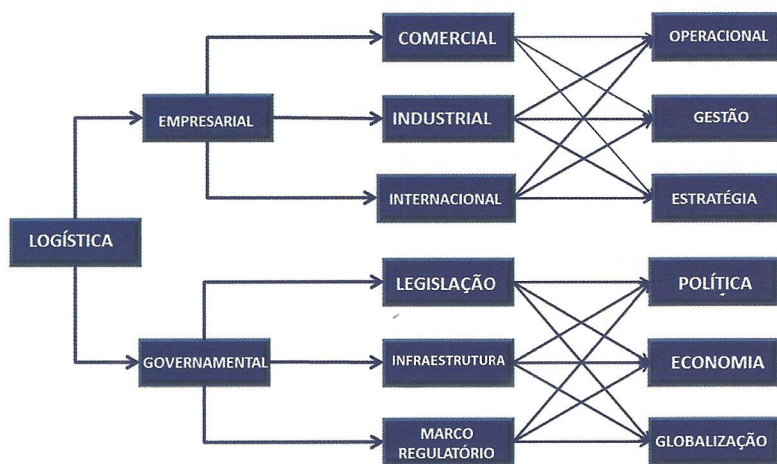 COMERCIAL
OPERACIONAL
EMPRESARIAL
INDUSTRIAL
GESTÃO
INTERNACIONAL
ESTRATÉGIA
LOGÍSTICA
LEGISLAÇÃO
POLÍTICA
GOVERNAMENTAL
INFRAESTRUTURA
ECONOMIA
MARCO
REGULATÓRIO
GLOBALIZAÇÃO